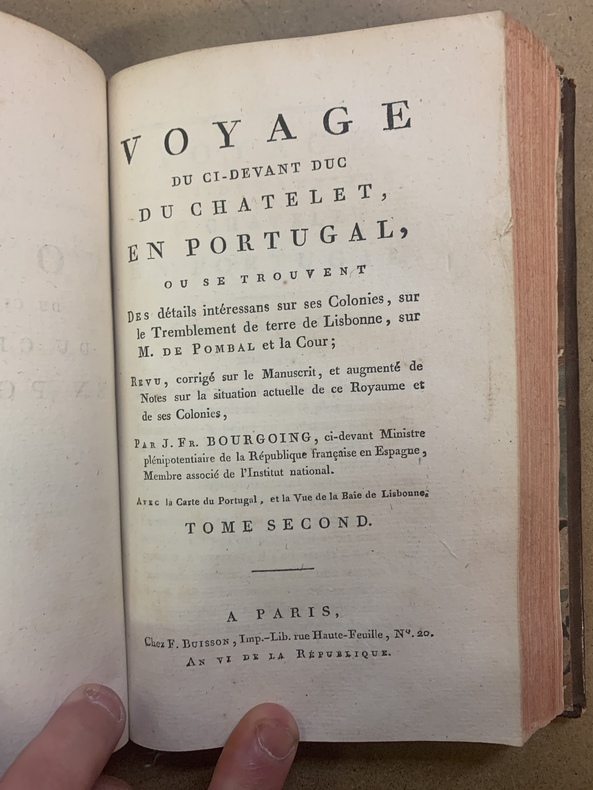 VOYAGE
DU CI-DEVANT DUC
DU CHATELET,
EN PORTUGAL,
OU SE TROUVENT
DES détails intéressans sur ses Colonies, sur
le Tremblement de terre de Lisbonne, sur
M. DE POMBAL et la Cour;
REVU, corrigé sur le Manuscrit, et augmenté de
Notes sur la situation actuelle de ce Royaume et
de ses Colonies,
PAR J. FR. BOURGOING, ci-devant Ministre
plénipotentiaire de la République française en Espagne,
Membre associé de l'Institut national.
AVEC la Carte du Portugal, et la Vue de la Baie de Lisbonne.
TOME SECOND.
A PARIS,
Chez F. BUISSON, Imp.-Lib. rue Haute-Feuille, Nº. 20.
AN VI DE LA RÉPUBLIQUE.